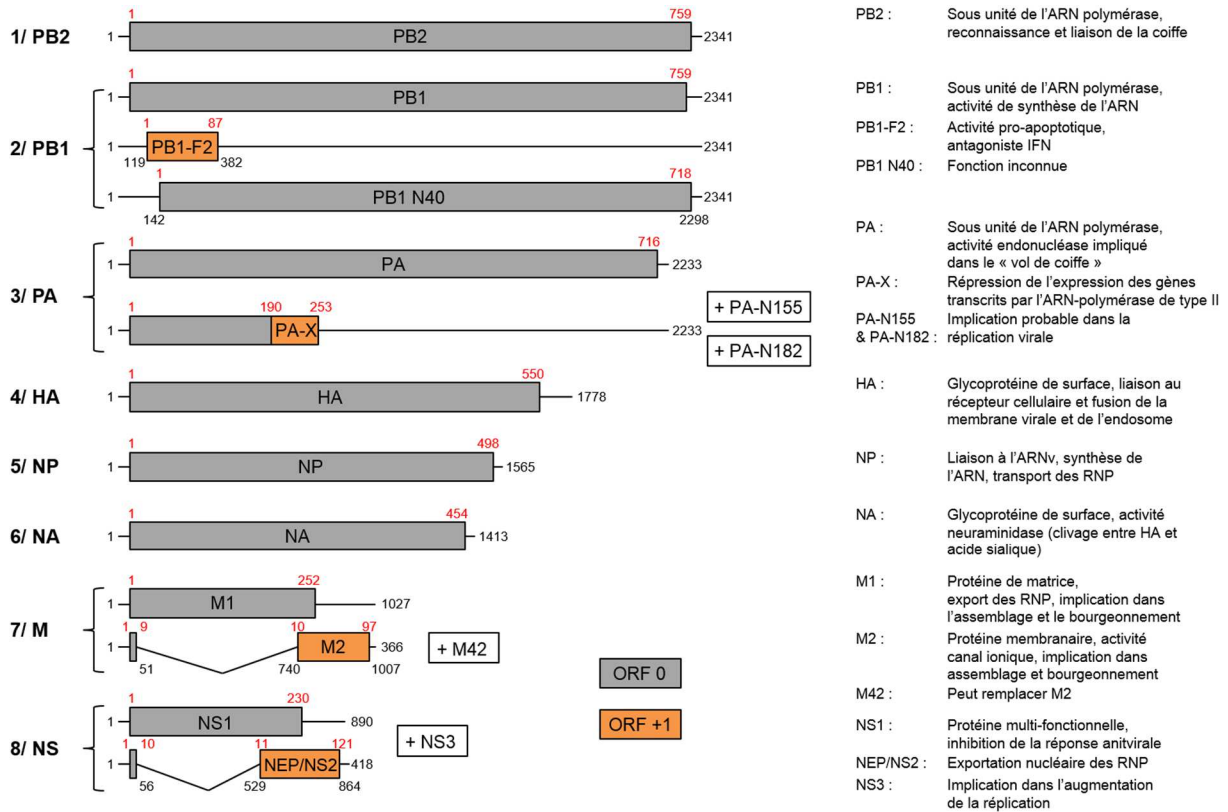 1/ PB2
1
759
1
PB2
2341
2/ PB1
1
759
1
PB1
2341
1
87
1
PB1-F2
2341
119
382
1
718
1
PB1 N40
2341
142
2298
3/ PA
1
716
1
PA
2233
1
190
253
1
PA-X
2233
+ PA-N155
+ PA-N182
4/ HA
1
550
1
HA
1778
5/ NP
1
498
1
NP
1565
6/ NA
1
454
1
NA
1413
7/ M
1
252
1
M1
1027
1
9
10
97
1
M2
366
51
740
1007
+ M42
8/ NS
1
230
1
NS1
890
1
10
11
121
1
NEP/NS2
418
56
529
864
+ NS3
ORF 0
ORF +1
PB2 : Sous unité de l'ARN polymérase,
reconnaissance et liaison de la coiffe
PB1 : Sous unité de l'ARN polymérase,
activité de synthèse de l'ARN
PB1-F2 : Activité pro-apoptotique,
antagoniste IFN
PB1 N40 : Fonction inconnue
PA : Sous unité de l'ARN polymérase,
activité endonucléase impliqué
dans le « vol de coiffe »
PA-X : Répression de l'expression des gènes
transcrits par l'ARN-polymérase de type II
PA-N155 Implication probable dans la
& PA-N182 : réplication virale
HA : Glycoprotéine de surface, liaison au
récepteur cellulaire et fusion de la
membrane virale et de l'endosome
NP : Liaison à l'ARNv, synthèse de
l'ARN, transport des RNP
NA : Glycoprotéine de surface, activité
neuraminidase (clivage entre HA et
acide sialique)
M1 : Protéine de matrice,
export des RNP, implication dans
l'assemblage et le bourgeonnement
M2 : Protéine membranaire, activité
canal ionique, implication dans
assemblage et bourgeonnement
M42 : Peut remplacer M2
NS1 : Protéine multi-fonctionnelle,
inhibition de la réponse anitvirale
NEP/NS2 : Exportation nucléaire des RNP
NS3 : Implication dans l'augmentation
de la réplication